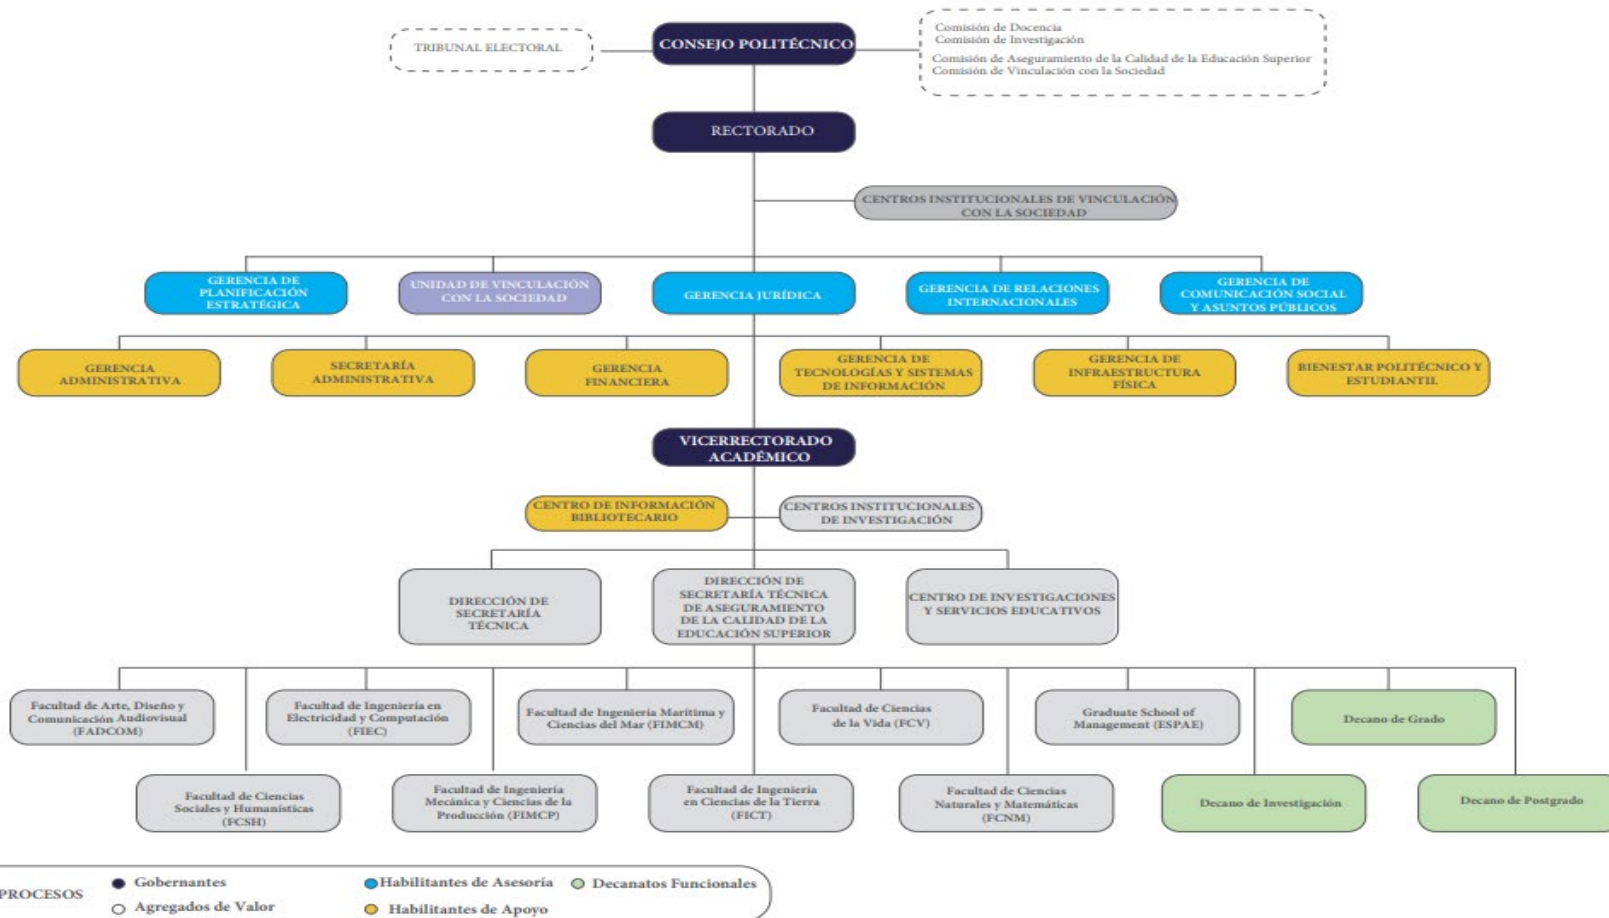 TRIBUNAL ELECTORAL
CONSEJO POLITÉCNICO
Comisión de Docencia
Comisión de Investigación
Comisión de Aseguramiento de la Calidad de la Educación Superior
Comisión de Vinculación con la Sociedad
RECTORADO
CENTROS INSTITUCIONALES DE VINCULACIÓN
CON LA SOCIEDAD
GERENCIA DE
PLANIFICACIÓN
ESTRATÉGICA
UNIDAD DE VINCULACIÓN
CON LA SOCIEDAD
GERENCIA JURÍDICA
GERENCIA DE RELACIONES
INTERNACIONALES
GERENCIA DE
COMUNICACIÓN SOCIAL
Y ASUNTOS PÚBLICOS
GERENCIA
ADMINISTRATIVA
SECRETARÍA
ADMINISTRATIVA
GERENCIA
FINANCIERA
GERENCIA DE
TECNOLOGÍAS Y SISTEMAS
DE INFORMACIÓN
GERENCIA DE
INFRAESTRUCTURA
FÍSICA
BIENESTAR POLITÉCNICO Y
ESTUDIANTIL
VICERRECTORADO
ACADÉMICO
CENTRO DE INFORMACIÓN
BIBLIOTECARIO
CENTROS INSTITUCIONALES
DE INVESTIGACIÓN
DIRECCIÓN DE
SECRETARÍA
TÉCNICA
DIRECCIÓN DE
SECRETARÍA TÉCNICA
DE ASEGURAMIENTO
DE LA CALIDAD DE LA
EDUCACIÓN SUPERIOR
CENTRO DE INVESTIGACIONES
Y SERVICIOS EDUCATIVOS
Facultad de Arte, Diseño y
Comunicación Audiovisual
(FADCOM)
Facultad de Ingeniería en
Electricidad y Computación
(FIEC)
Facultad de Ingeniería Marítima y
Ciencias del Mar (FIMCM)
Facultad de Ciencias
de la Vida (FCV)
Graduate School of
Management (ESPAE)
Decano de Grado
Facultad de Ciencias
Sociales y Humanísticas
(FCSH)
Facultad de Ingeniería
Mecánica y Ciencias de la
Producción (FIMCP)
Facultad de Ingeniería
en Ciencias de la Tierra
(FICT)
Facultad de Ciencias
Naturales y Matemáticas
(FCNM)
Decano de Investigación
Decano de Postgrado
PROCESOS
Gobernantes
Habilitantes de Asesoría
Decanatos Funcionales
Agregados de Valor
Habilitantes de Apoyo